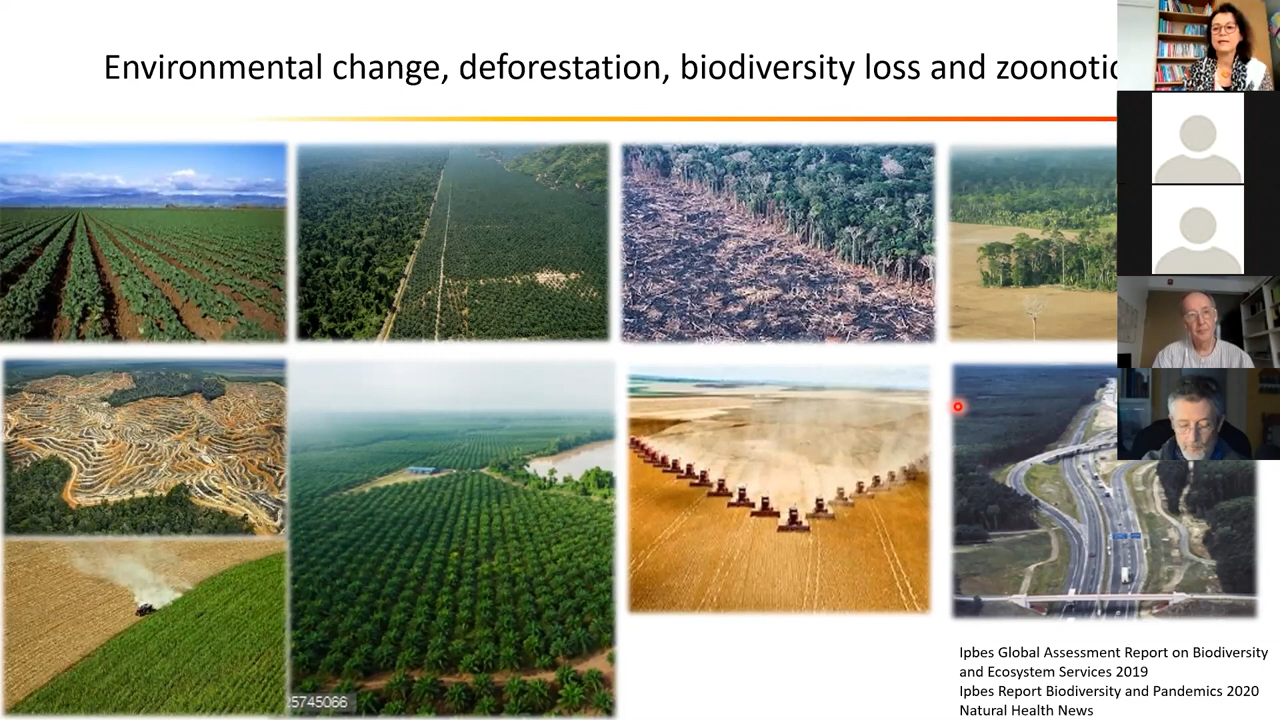 Environmental change, deforestation, biodiversity loss and zoonotic
25745066
Ipbes Global Assessment Report on Biodiversity
and Ecosystem Services 2019
Ipbes Report Biodiversity and Pandemics 2020
Natural Health News